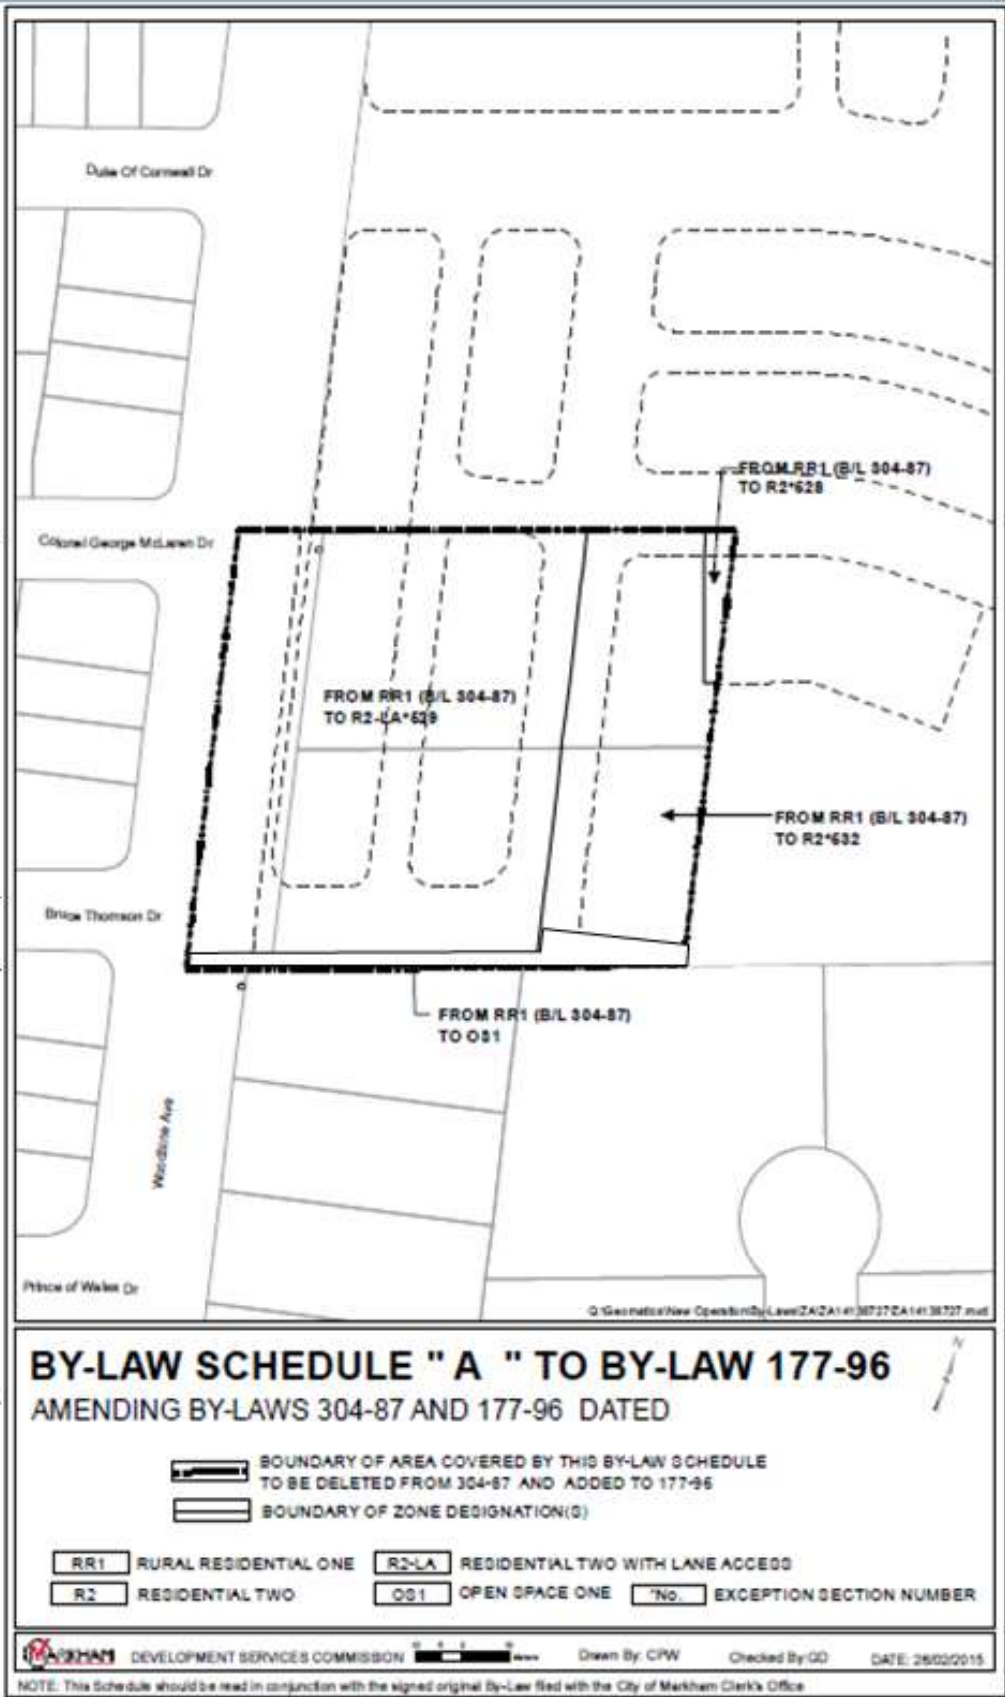 Duke Of Cornwall Dr
FROM RR1 (B/L 304-87)
TO R2*628
Colonel George McLaren Dr
FROM RR1 (B/L 304-87)
TO R2-LA*629
FROM RR1 (B/L 304-87)
TO R2*632
Bruce Thomson Dr
FROM RR1 (B/L 304-87)
TO OS1
Woodbine Ave
Prince of Wales Dr
BY-LAW SCHEDULE " A " TO BY-LAW 177-96
AMENDING BY-LAWS 304-87 AND 177-96 DATED
N
BOUNDARY OF AREA COVERED BY THIS BY-LAW SCHEDULE
TO BE DELETED FROM 304-87 AND ADDED TO 177-96
BOUNDARY OF ZONE DESIGNATION(S)
RR1 RURAL RESIDENTIAL ONE R2-LA RESIDENTIAL TWO WITH LANE ACCESS
R2 RESIDENTIAL TWO OS1 OPEN SPACE ONE *No. EXCEPTION SECTION NUMBER
MARKHAM DEVELOPMENT SERVICES COMMISSION Drawn By: CPW Checked By:GD DATE: 26/02/2015
NOTE: This Schedule should be read in conjunction with the signed original By-Law filed with the City of Markham Clerk's Office